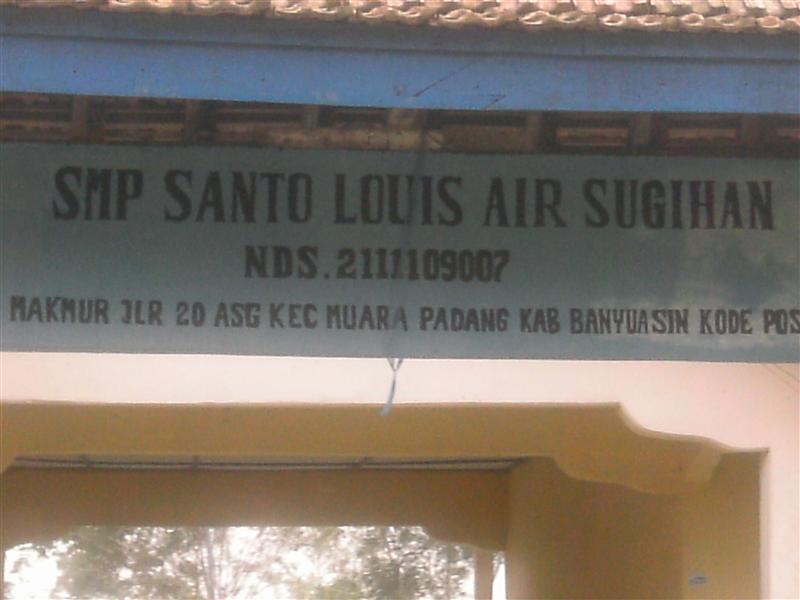 SMP SANTO LOUIS AIR SUGIHAN
NDS. 2111109007
MAKMUR JLR 20 ASG KEC MUARA PADANG KAB BANYUASIN KODE POS